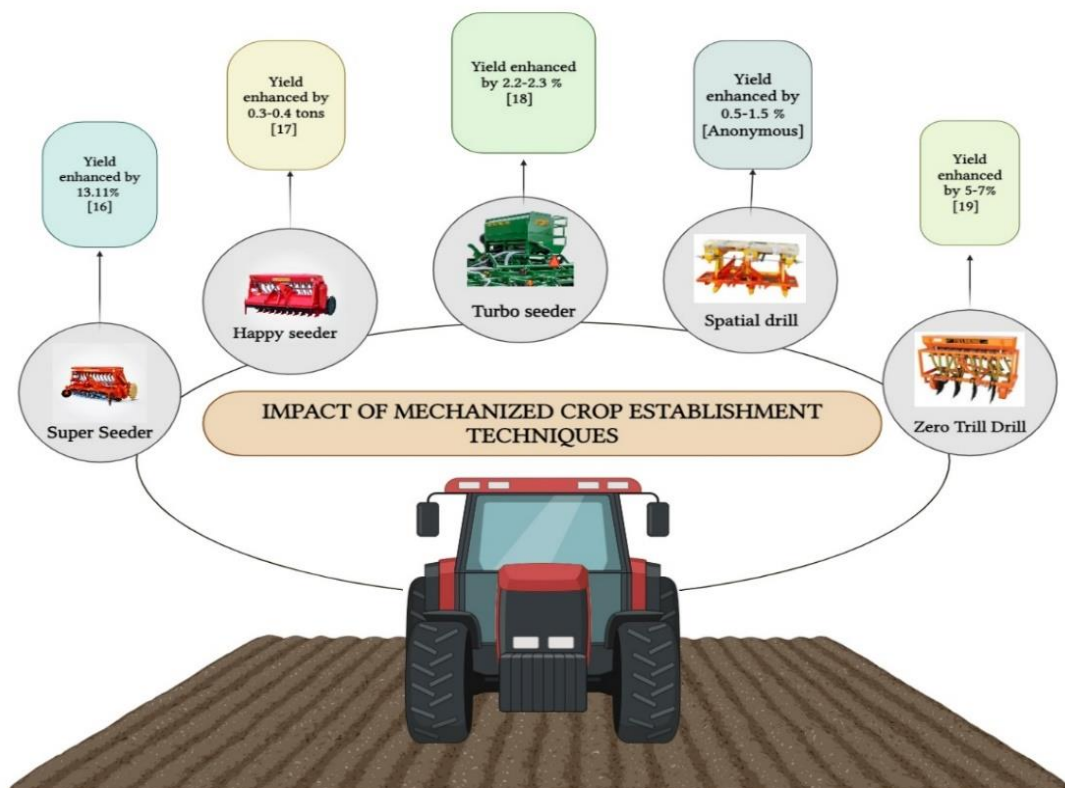 Yield enhanced
by 2.2-2.3 %
[18]
Yield
enhanced by
0.3-0.4 tons
[17]
Yield
enhanced by
0.5-1.5 %
[Anonymous]
Yield
enhanced by
13.11%
[16]
Yield
enhanced
by 5-7%
[19]
Turbo seeder
Happy seeder
Spatial drill
Super Seeder
Zero Trill Drill
IMPACT OF MECHANIZED CROP ESTABLISHMENT
TECHNIQUES